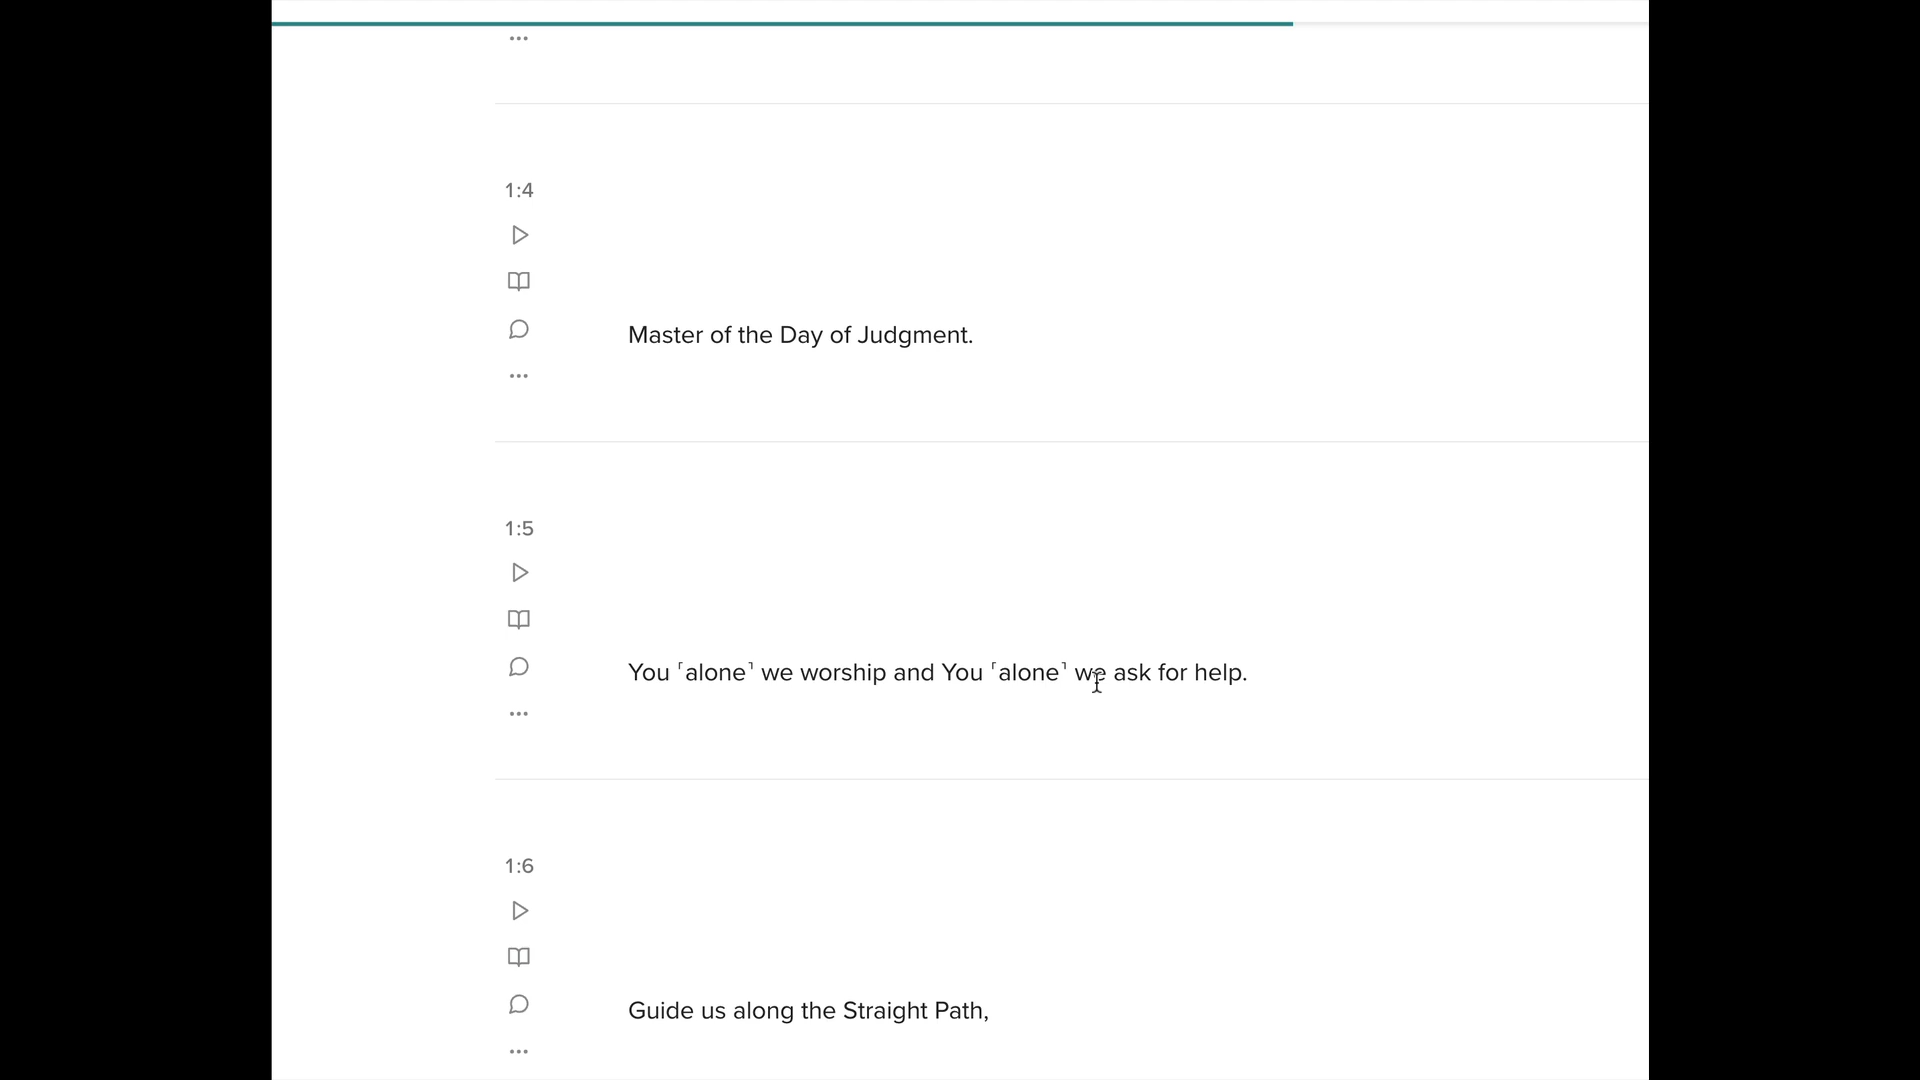 1:4
Master of the Day of Judgment.
1:5
You ˹alone˺ we worship and You ˹alone˺ we ask for help.
1:6
Guide us along the Straight Path,